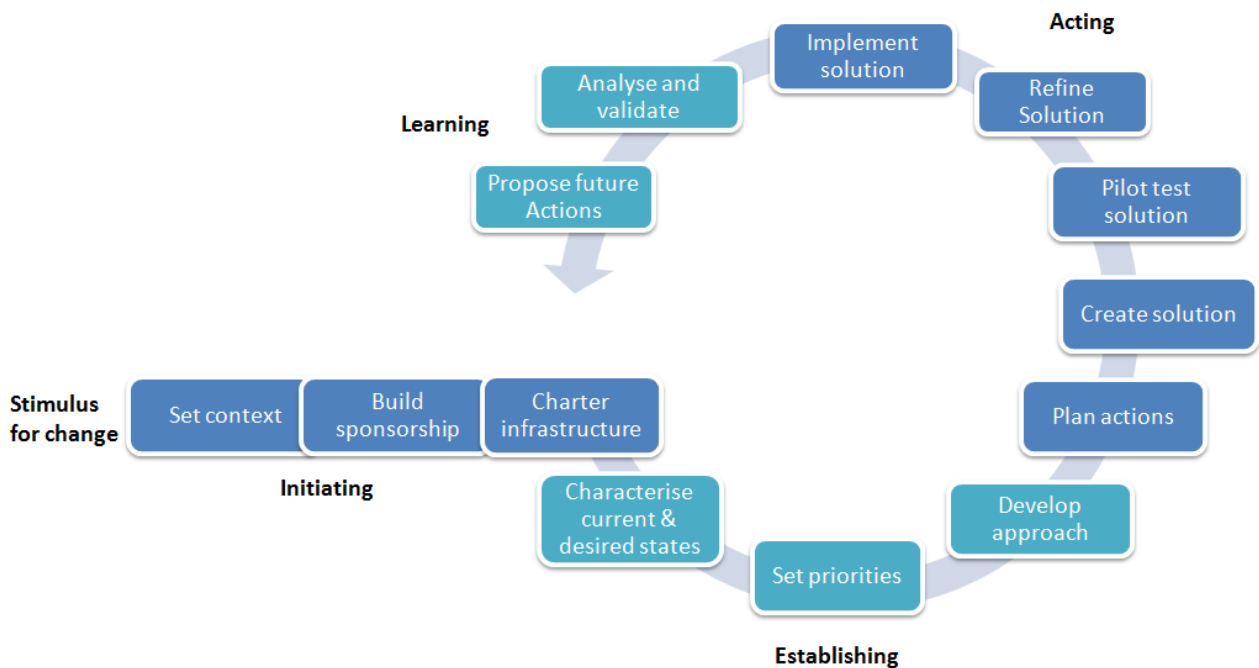 Acting
Implement
solution
Refine
Solution
Analyse and
validate
Learning
Propose future
Actions
Pilot test
solution
Create solution
Stimulus
for change
Set context
Build
sponsorship
Charter
infrastructure
Plan actions
Initiating
Characterise
current &
desired states
Develop
approach
Set priorities
Establishing